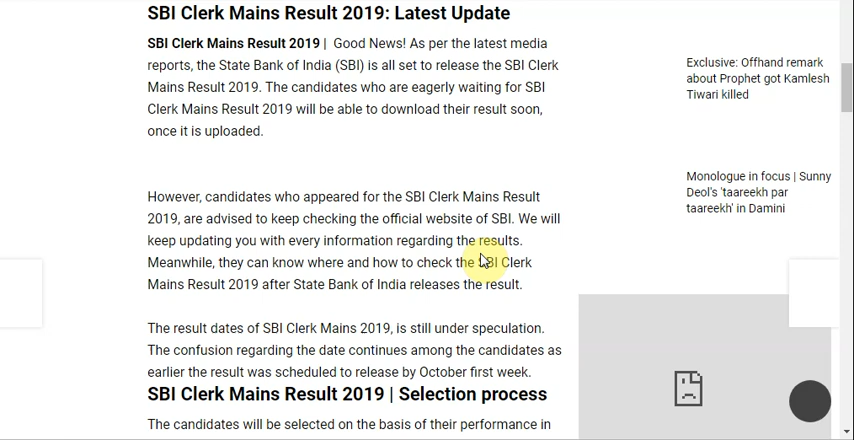 SBI Clerk Mains Result 2019: Latest Update
SBI Clerk Mains Result 2019 | Good News! As per the latest media
reports, the State Bank of India (SBI) is all set to release the SBI Clerk
Mains Result 2019. The candidates who are eagerly waiting for SBI
Clerk Mains Result 2019 will be able to download their result soon,
once it is uploaded.
However, candidates who appeared for the SBI Clerk Mains Result
2019, are advised to keep checking the official website of SBI. We will
keep updating you with every information regarding the results.
Meanwhile, they can know where and how to check the SBI Clerk
Mains Result 2019 after State Bank of India releases the result.
The result dates of SBI Clerk Mains 2019, is still under speculation.
The confusion regarding the date continues among the candidates as
earlier the result was scheduled to release by October first week.
SBI Clerk Mains Result 2019 | Selection process
The candidates will be selected on the basis of their performance in
Exclusive: Offhand remark
about Prophet got Kamlesh
Tiwari killed
Monologue in focus | Sunny
Deol's 'taareekh par
taareekh' in Damini